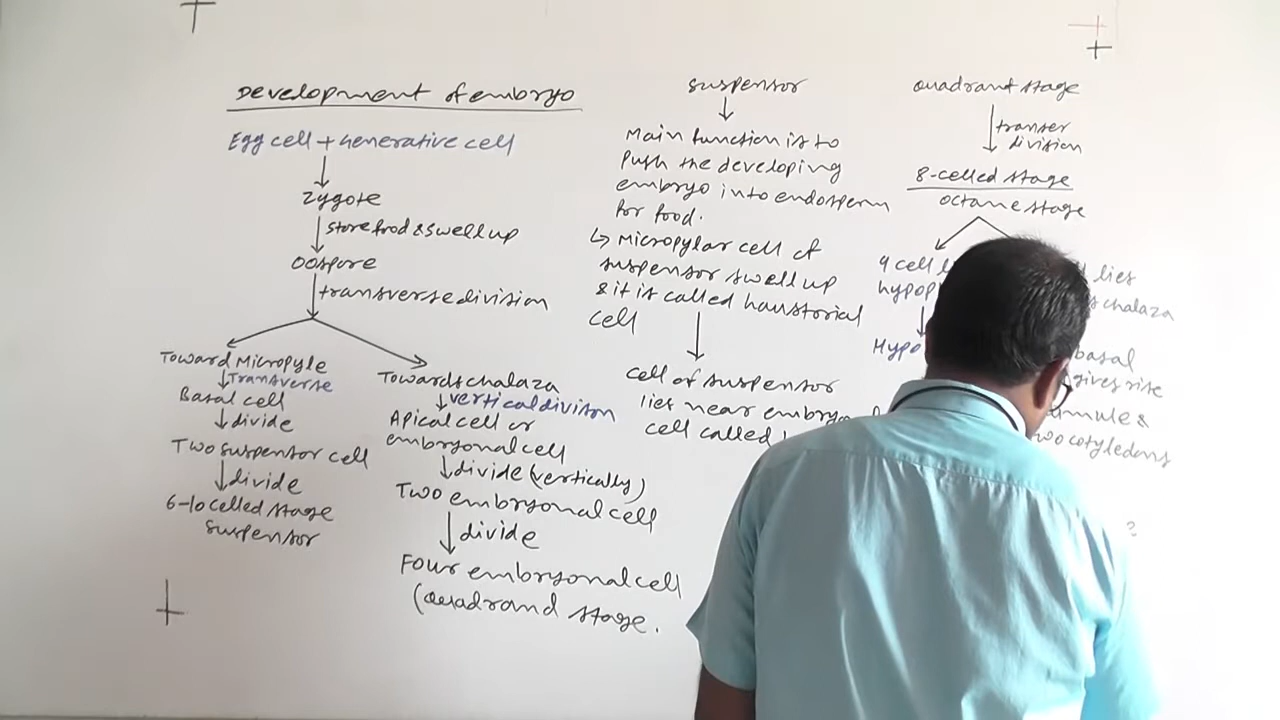 Development of embryo
Egg cell + Generative cell
Zygote
store food & swell up
oospore
transverse division
Toward Micropyle
Transverse
Basal cell
divide
Two suspensor cell
divide
6-10 celled stage
suspensor
Towards chalaza
vertical divison
Apical cell or
embryonal cell
divide (vertically)
Two embryonal cell
divide
Four embryonal cell
(Quadrand stage.
suspensor
Main function is to
Push the developing
embryo into endosperm
for food.
↳ Micropylar cell of
suspensor swell up
& it is called haustorial
cell
cell of suspensor
lies near embryo
cell called
Quadrant stage
transer
division
8-celled stage
octane stage
4 cell
lies
chalaza
basal
gives rise
&
two cotyledons